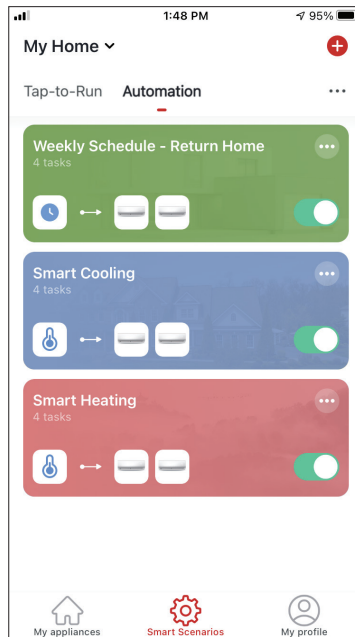 1:48 PM
95%
My Home
Tap-to-Run
Automation
Weekly Schedule - Return Home
4 tasks
Smart Cooling
4 tasks
Smart Heating
4 tasks
My appliances
Smart Scenarios
My profile